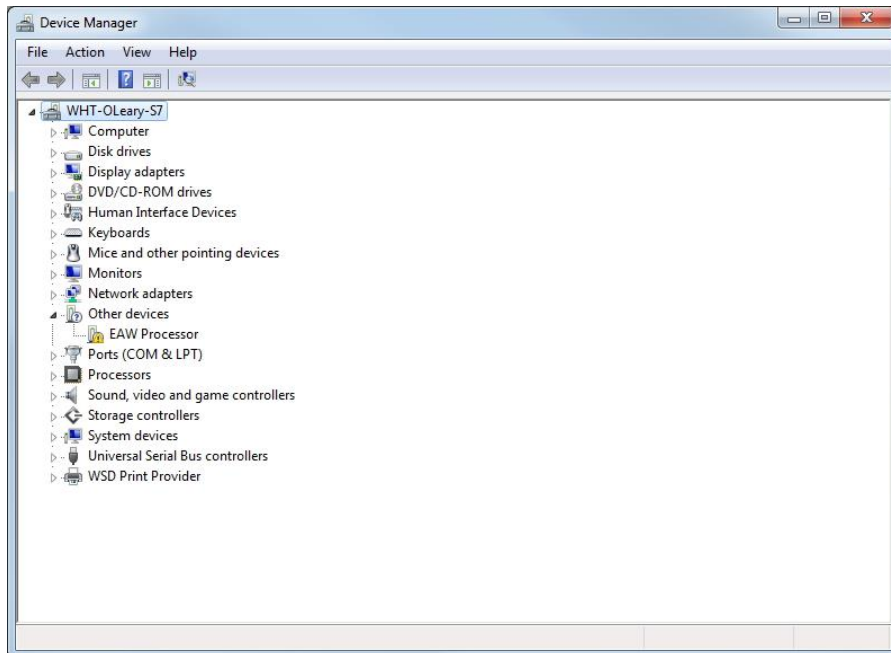 Device Manager
File Action View Help
WHT-OLeary-S7
Computer
Disk drives
Display adapters
DVD/CD-ROM drives
Human Interface Devices
Keyboards
Mice and other pointing devices
Monitors
Network adapters
Other devices
EAW Processor
Ports (COM & LPT)
Processors
Sound, video and game controllers
Storage controllers
System devices
Universal Serial Bus controllers
WSD Print Provider